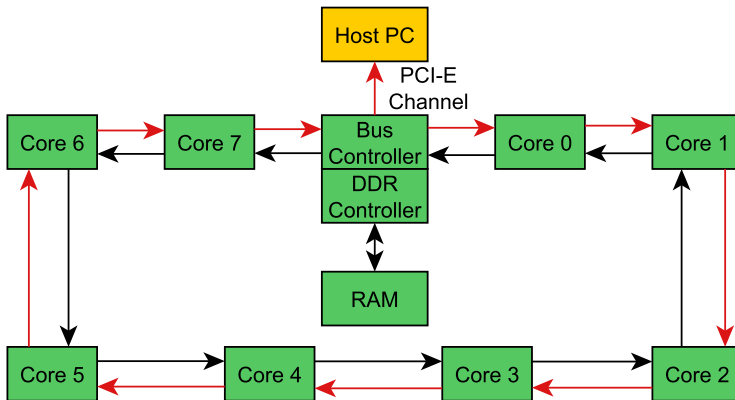 Host PC
PCI-E
Channel
Core 6
Core 7
Bus
Controller
Core 0
Core 1
DDR
Controller
RAM
Core 5
Core 4
Core 3
Core 2